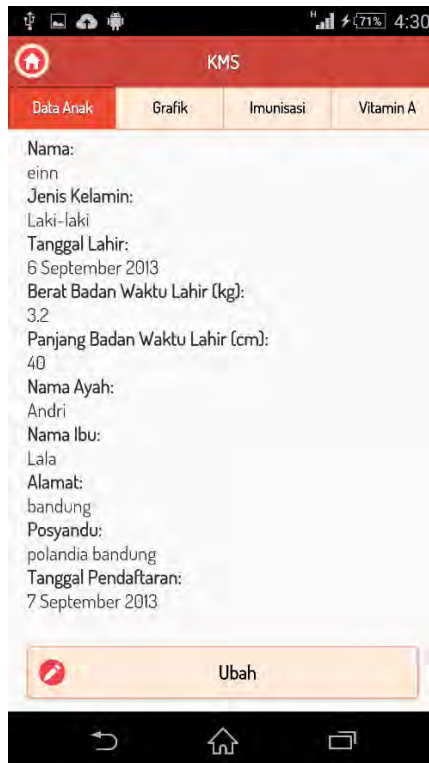 H 71% 4:30
KMS
Data Anak Grafik Imunisasi Vitamin A
Nama:
einn
Jenis Kelamin:
Laki-laki
Tanggal Lahir:
6 September 2013
Berat Badan Waktu Lahir (kg):
3.2
Panjang Badan Waktu Lahir (cm):
40
Nama Ayah:
Andri
Nama Ibu:
Lala
Alamat:
bandung
Posyandu:
polandia bandung
Tanggal Pendaftaran:
7 September 2013
Ubah